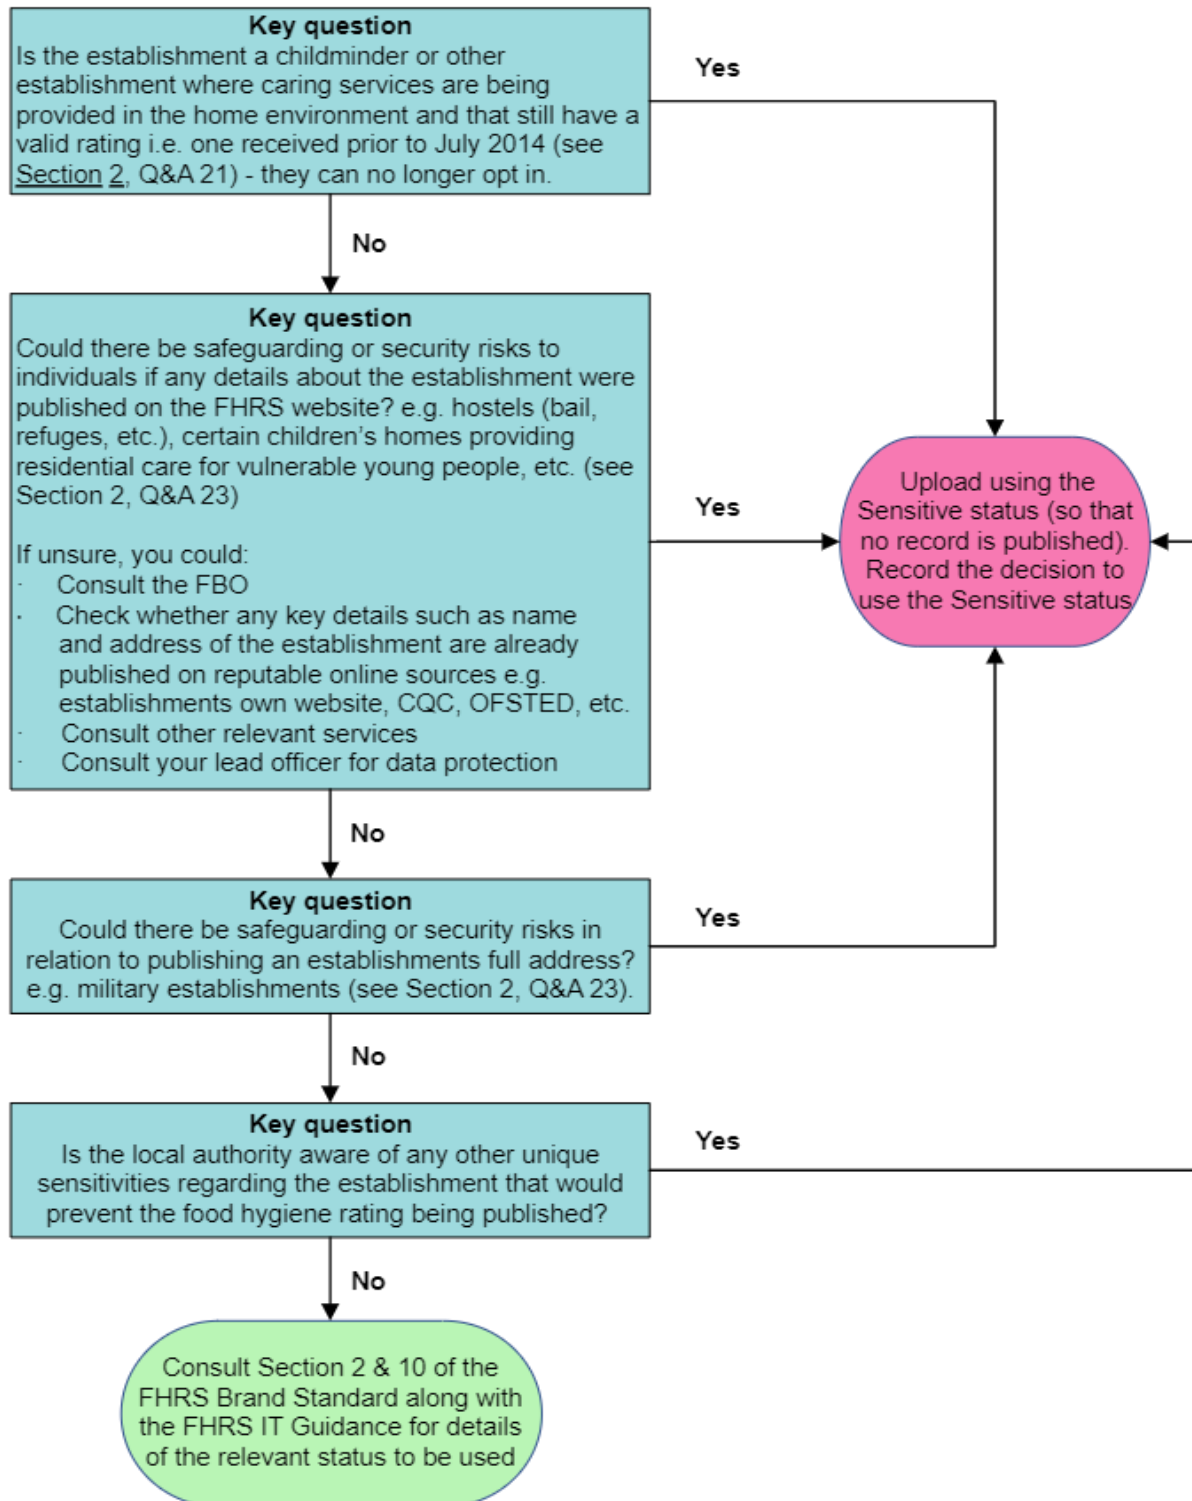 Key question
Is the establishment a childminder or other
establishment where caring services are being
provided in the home environment and that still have a
valid rating i.e. one received prior to July 2014 (see
Section 2, Q&A 21) - they can no longer opt in.
Yes
No
Key question
Could there be safeguarding or security risks to
individuals if any details about the establishment were
published on the FHRS website? e.g. hostels (bail,
refuges, etc.), certain children's homes providing
residential care for vulnerable young people, etc. (see
Section 2, Q&A 23)
If unsure, you could:
· Consult the FBO
· Check whether any key details such as name
and address of the establishment are already
published on reputable online sources e.g.
establishments own website, CQC, OFSTED, etc.
· Consult other relevant services
· Consult your lead officer for data protection
Yes
Upload using the
Sensitive status (so that
no record is published).
Record the decision to
use the Sensitive status
No
Key question
Could there be safeguarding or security risks in
relation to publishing an establishments full address?
e.g. military establishments (see Section 2, Q&A 23).
Yes
No
Key question
Is the local authority aware of any other unique
sensitivities regarding the establishment that would
prevent the food hygiene rating being published?
Yes
No
Consult Section 2 & 10 of the
FHRS Brand Standard along with
the FHRS IT Guidance for details
of the relevant status to be used